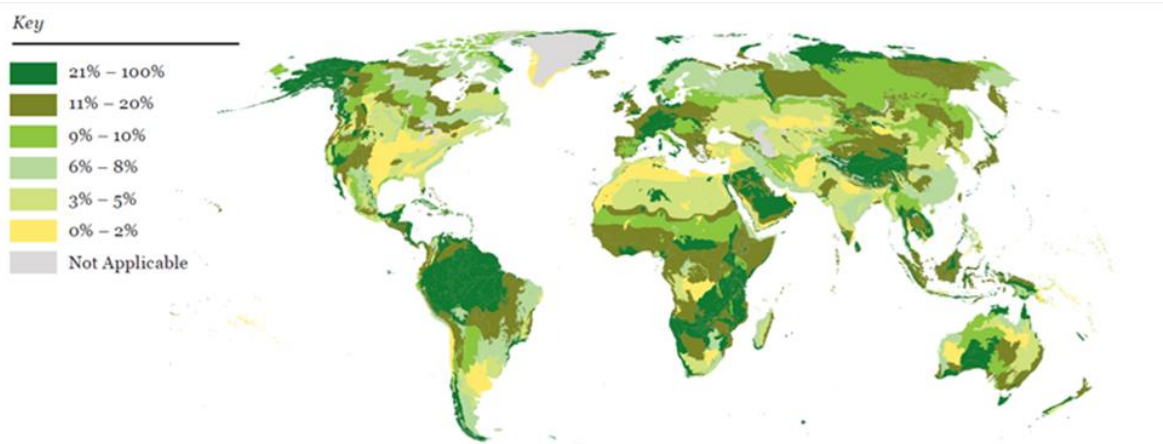 Key
21% – 100%
11% – 20%
9% – 10%
6% – 8%
3% – 5%
0% – 2%
Not Applicable